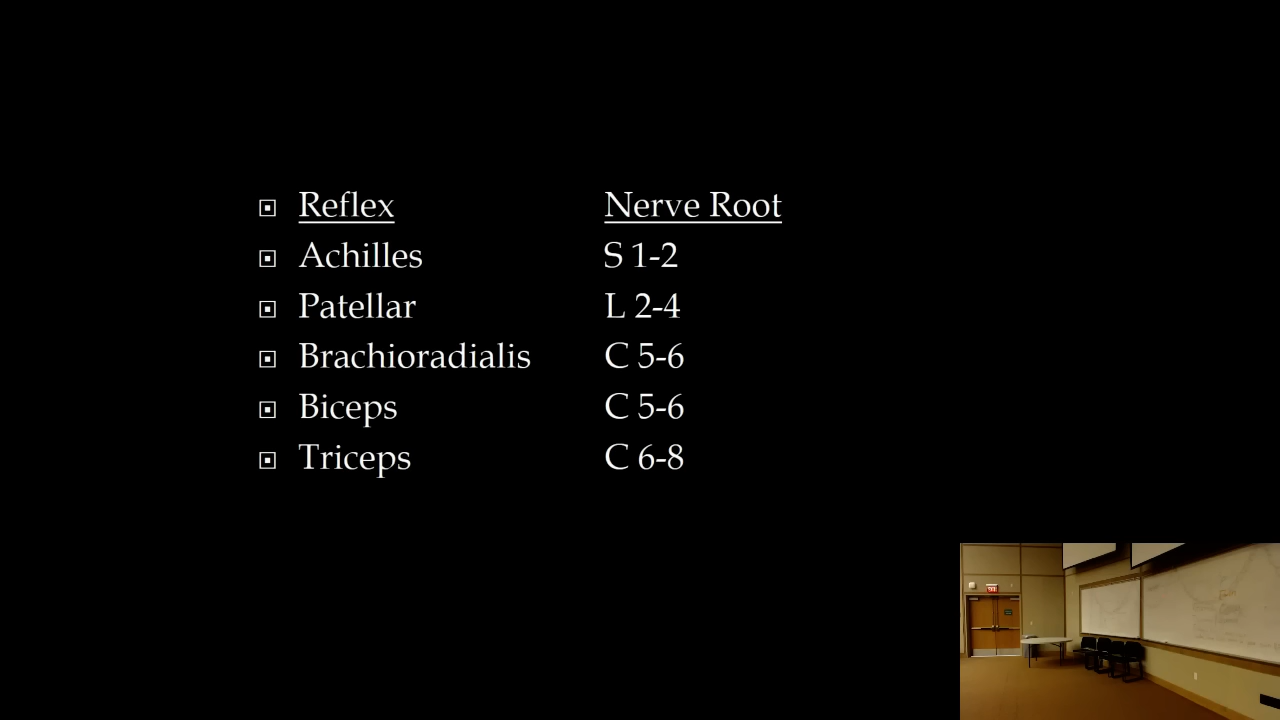 Reflex Nerve Root
Achilles S 1-2
Patellar L 2-4
Brachioradialis C 5-6
Biceps C 5-6
Triceps C 6-8